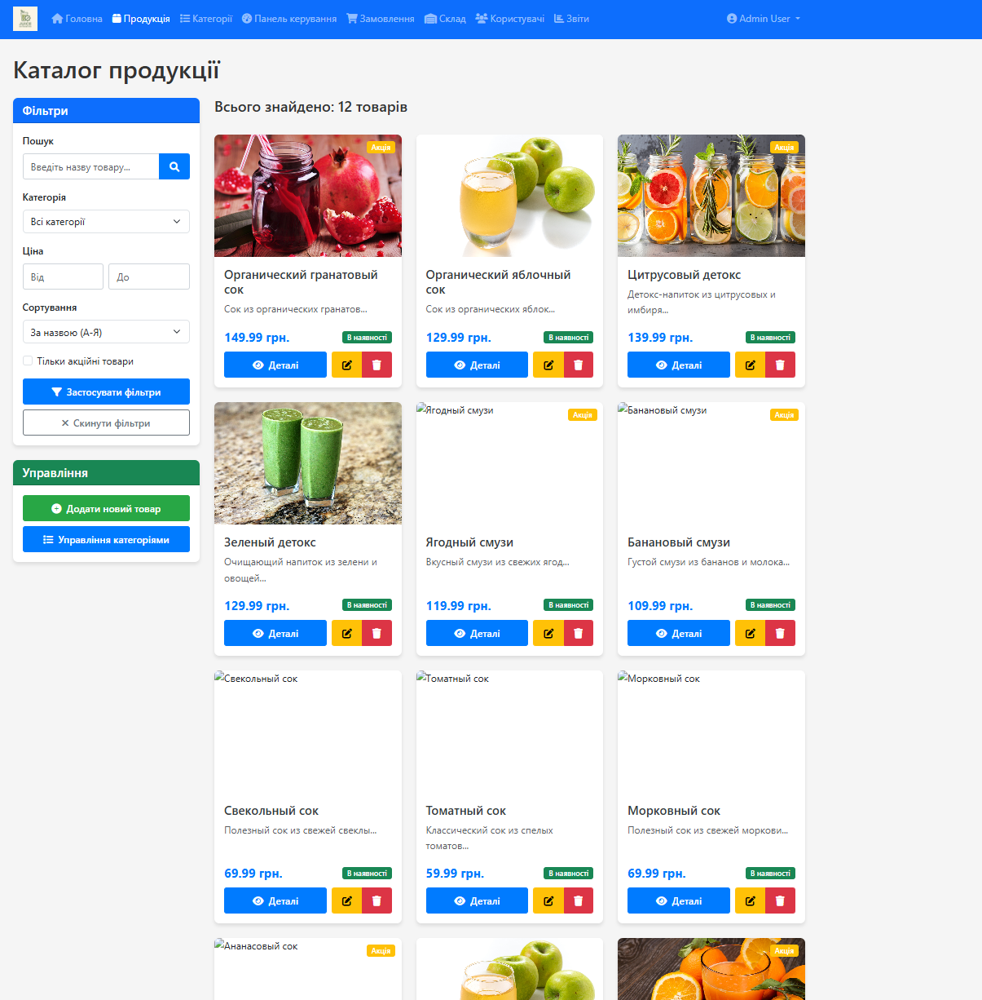 Головна Продукція Категорії Панель керування Замовлення Склад Користувачі Звіти Admin User
Каталог продукції
Фільтри
Пошук
Введіть назву товару...
Категорія
Всі категорії
Ціна
Від До
Сортування
За назвою (А-Я)
Тільки акційні товари
Застосувати фільтри
Скинути фільтри
Управління
Додати новий товар
Управління категоріями
Всього знайдено: 12 товарів
Акція
Органический гранатовый
сок
Сок из органических гранатов...
149.99 грн. В наявності
Деталі
Органический яблочный
сок
Сок из органических яблок...
129.99 грн. В наявності
Деталі
Акція
Цитрусовый детокс
Детокс-напиток из цитрусовых и
имбиря...
139.99 грн. В наявності
Деталі
Зеленый детокс
Очищающий напиток из зелени и
овощей...
129.99 грн. В наявності
Деталі
Ягодный смузи Акція
Ягодный смузи
Вкусный смузи из свежих ягод...
119.99 грн. В наявності
Деталі
Банановый смузи Акція
Банановый смузи
Густой смузи из бананов и молока...
109.99 грн. В наявності
Деталі
Свекольный сок
Свекольный сок
Полезный сок из свежей свеклы...
69.99 грн. В наявності
Деталі
Томатный сок
Томатный сок
Классический сок из спелых
томатов...
59.99 грн. В наявності
Деталі
Морковный сок
Морковный сок
Полезный сок из свежей моркови...
69.99 грн. В наявності
Деталі
Ананасовый сок Акція
Акція